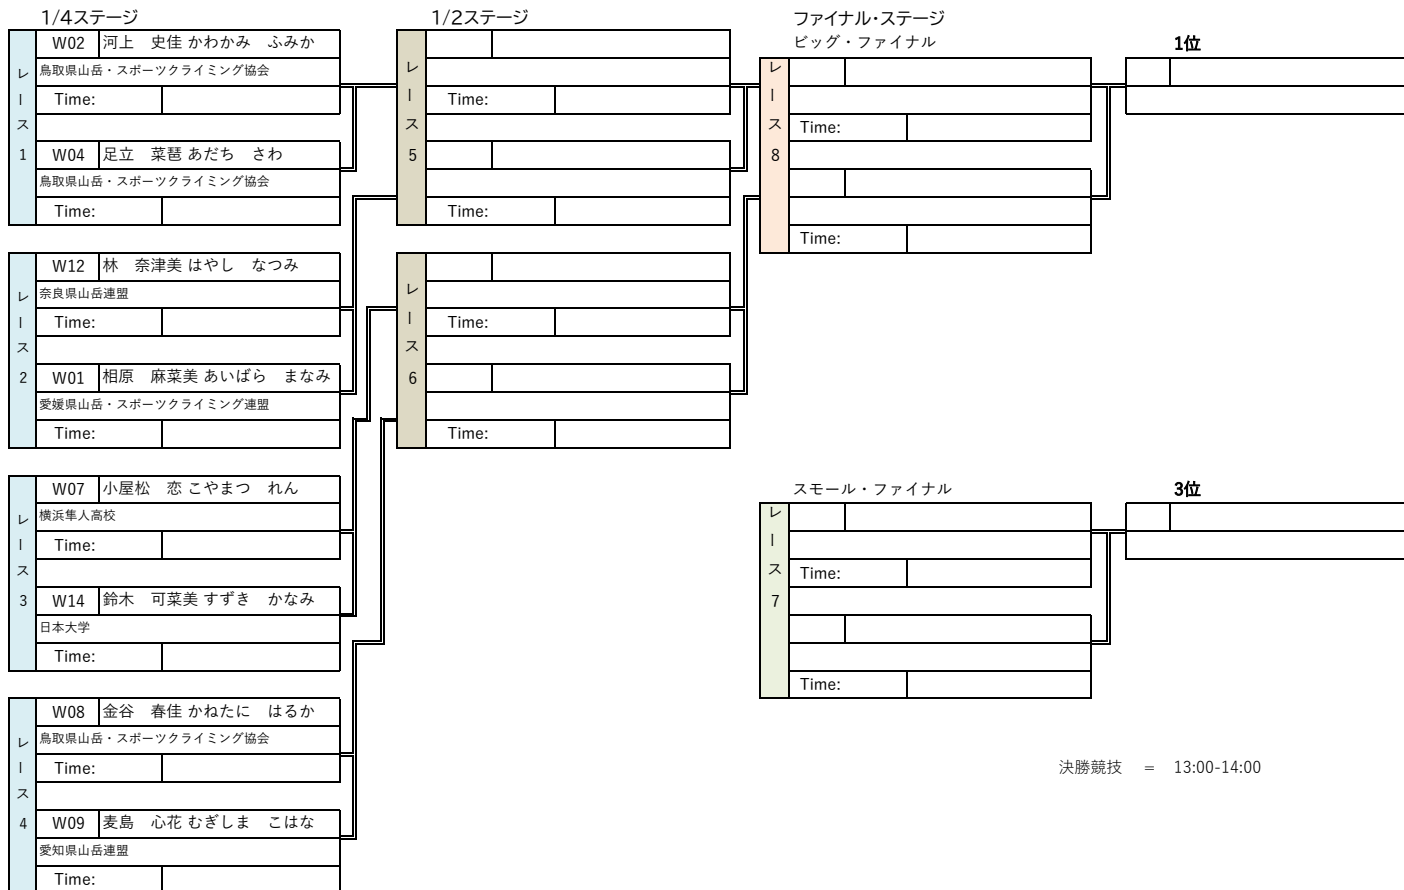 1/4ステージ
W02 河上　史佳 かわかみ　ふみか
鳥取県山岳・スポーツクライミング協会
Time:
レース1
W04 足立　菜琶 あだち　さわ
鳥取県山岳・スポーツクライミング協会
Time:
W12 林　奈津美 はやし　なつみ
奈良県山岳連盟
Time:
レース2
W01 相原　麻菜美 あいばら　まなみ
愛媛県山岳・スポーツクライミング連盟
Time:
W07 小屋松　恋 こやまつ　れん
横浜隼人高校
Time:
レース3
W14 鈴木　可菜美 すずき　かなみ
日本大学
Time:
W08 金谷　春佳 かねたに　はるか
鳥取県山岳・スポーツクライミング協会
Time:
レース4
W09 麦島　心花 むぎしま　こはな
愛知県山岳連盟
Time:
1/2ステージ
Time:
レース5
Time:
Time:
レース6
Time:
ファイナル・ステージ
ビッグ・ファイナル
Time:
レース8
Time:
1位
スモール・ファイナル
Time:
レース7
Time:
3位
決勝競技　=　13:00-14:00